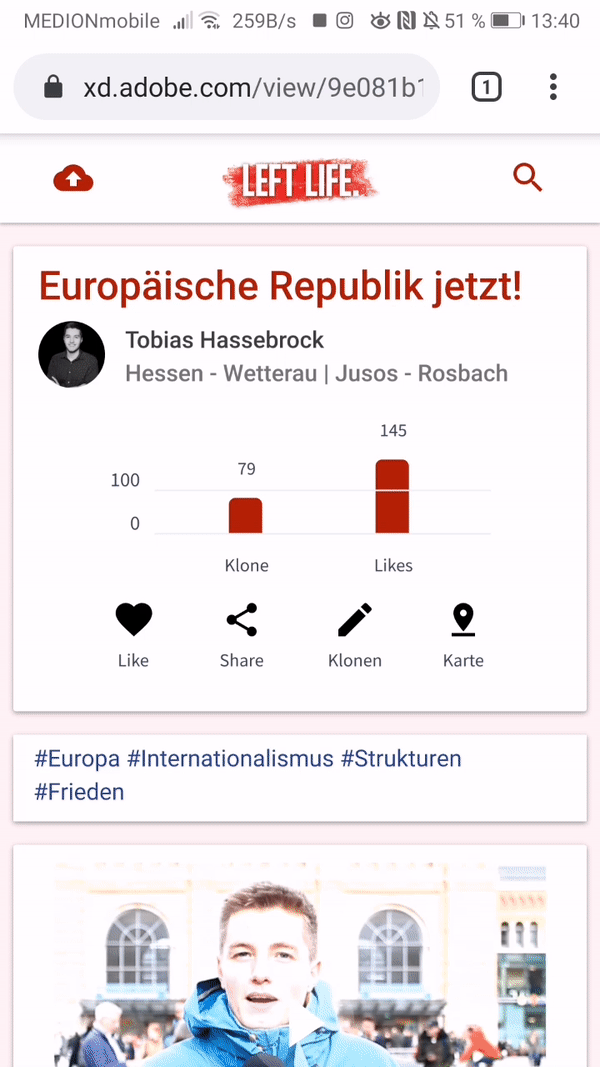 MEDIONmobile 259B/s 51 % 13:40
xd.adobe.com/view/9e081b1 1
LEFT LIFE.
Europäische Republik jetzt!
Tobias Hassebrock
Hessen - Wetterau | Jusos - Rosbach
145
79
100
0
Klone Likes
Like Share Klonen Karte
#Europa #Internationalismus #Strukturen
#Frieden